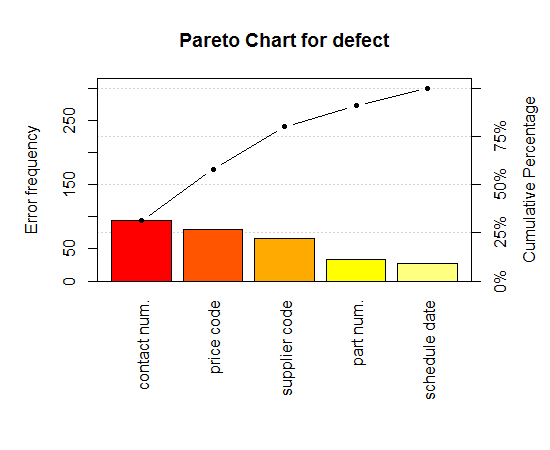 Pareto Chart for defect
Error frequency
0
50
150
250
0%
25%
50%
75%
Cumulative Percentage
contact num.
price code
supplier code
part num.
schedule date